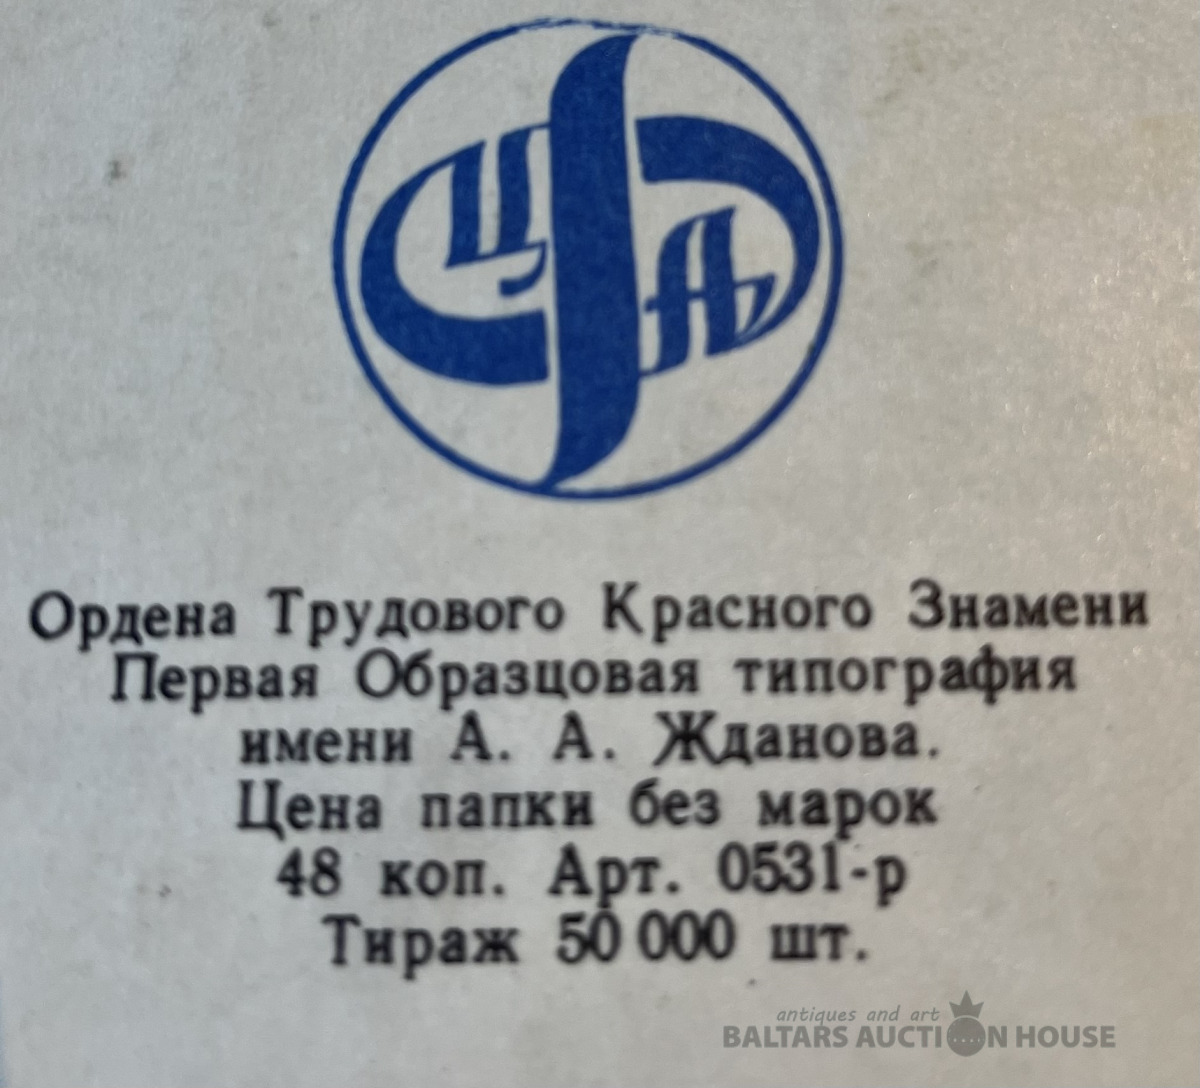 ЦФА
Ордена Трудового Красного Знамени
Первая Образцовая типография
имени А. А. Жданова.
Цена папки без марок
48 коп. Арт. 0531-р
Тираж 50 000 шт.
antiques and art
BALTARS AUCTION HOUSE